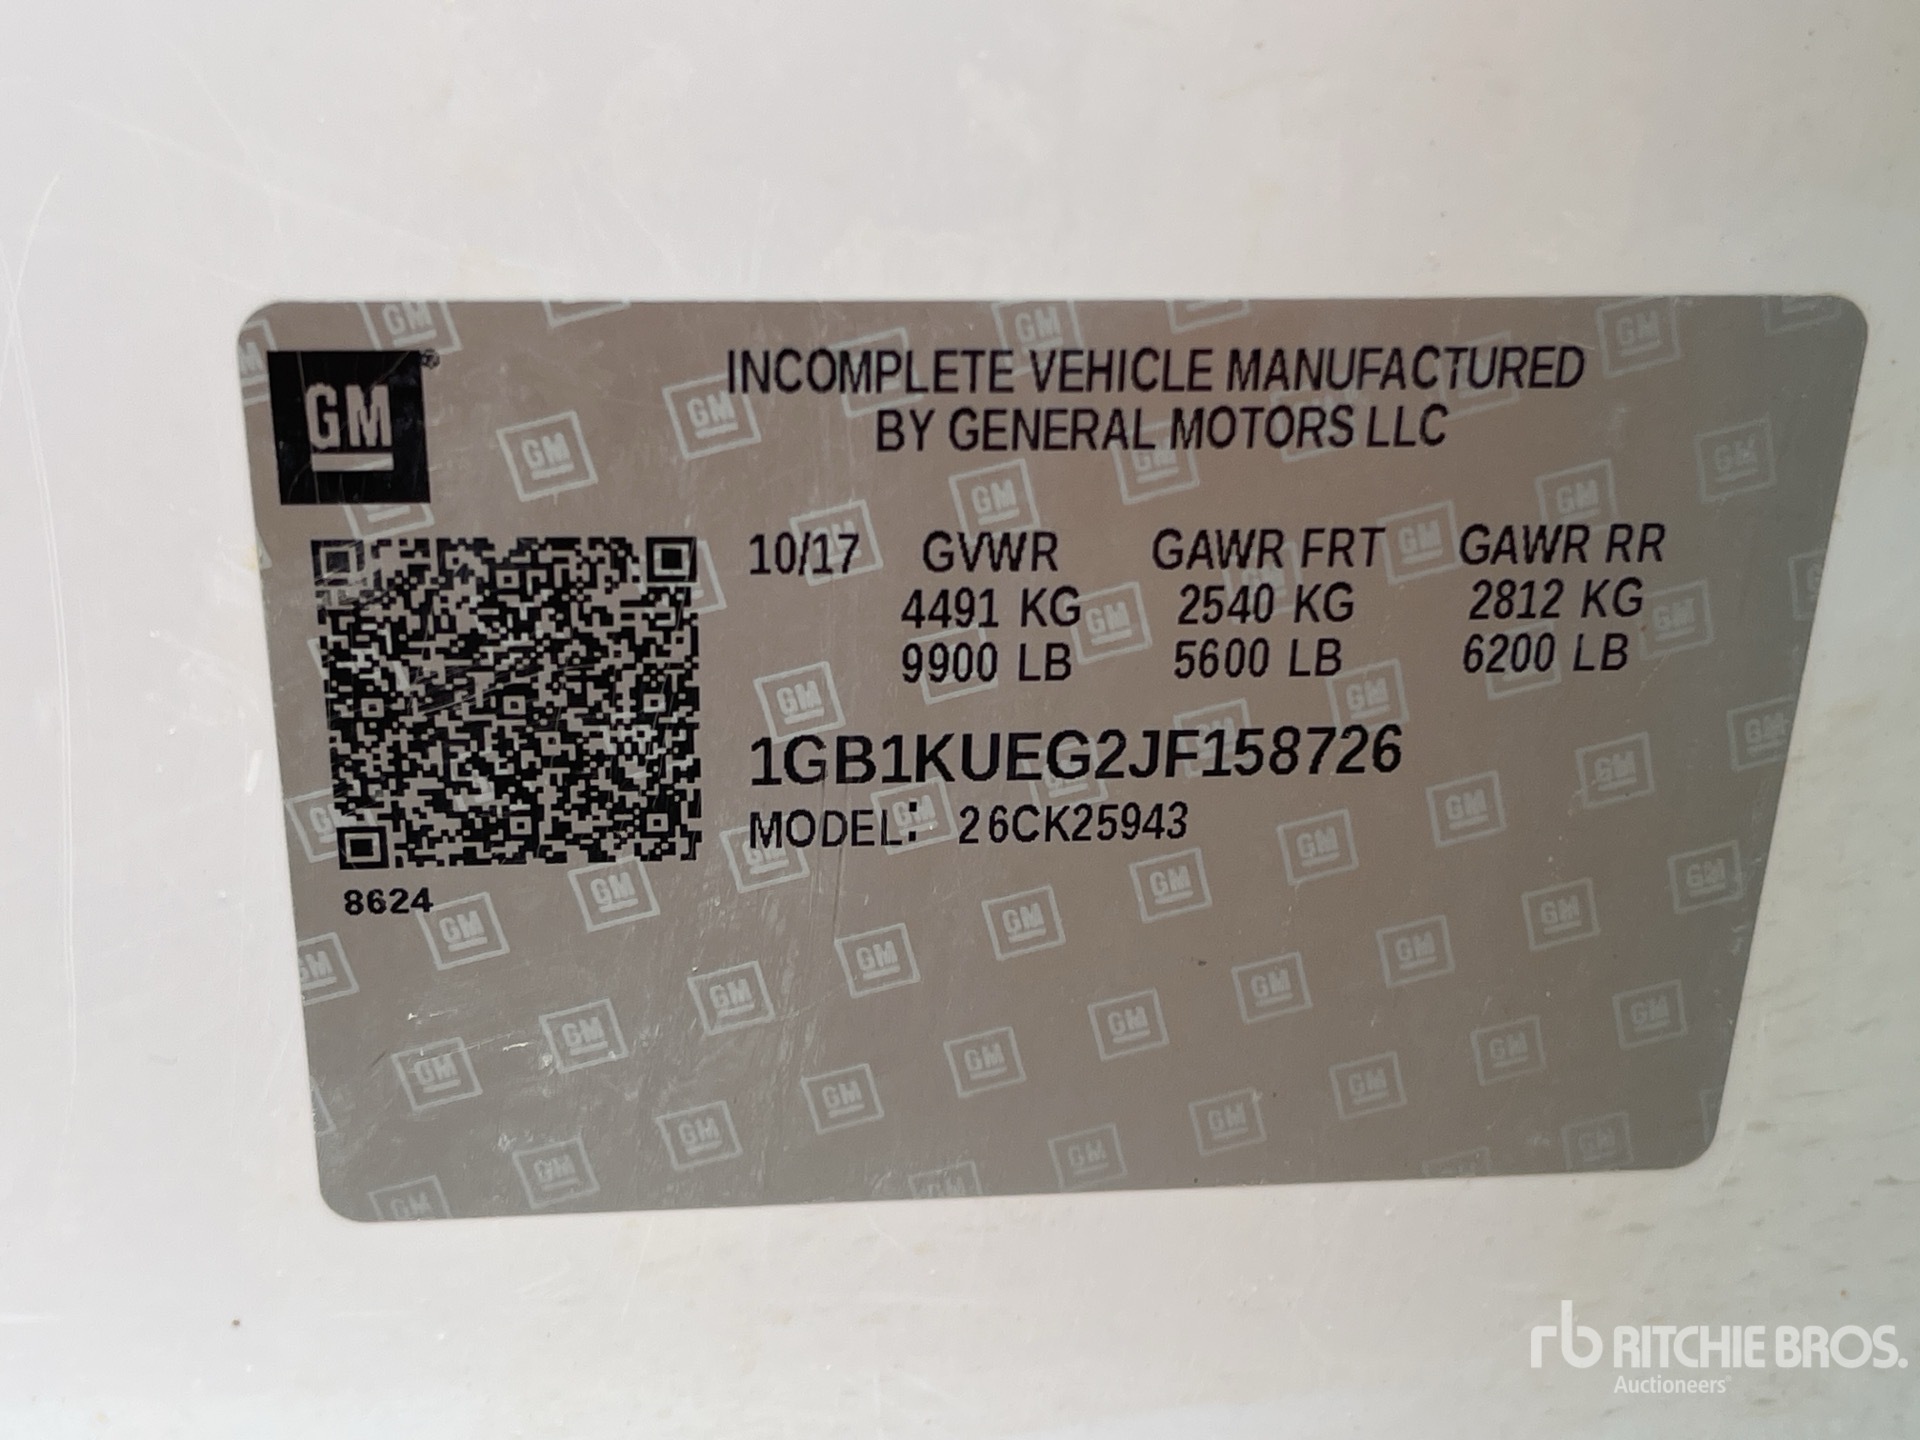 GM®
INCOMPLETE VEHICLE MANUFACTURED
BY GENERAL MOTORS LLC
10/17 GVWR GAWR FRT GAWR RR
4491 KG 2540 KG 2812 KG
9900 LB 5600 LB 6200 LB
1GB1KUEG2JF158726
MODEL: 26CK25943
8624
rb RITCHIE BROS.
Auctioneers